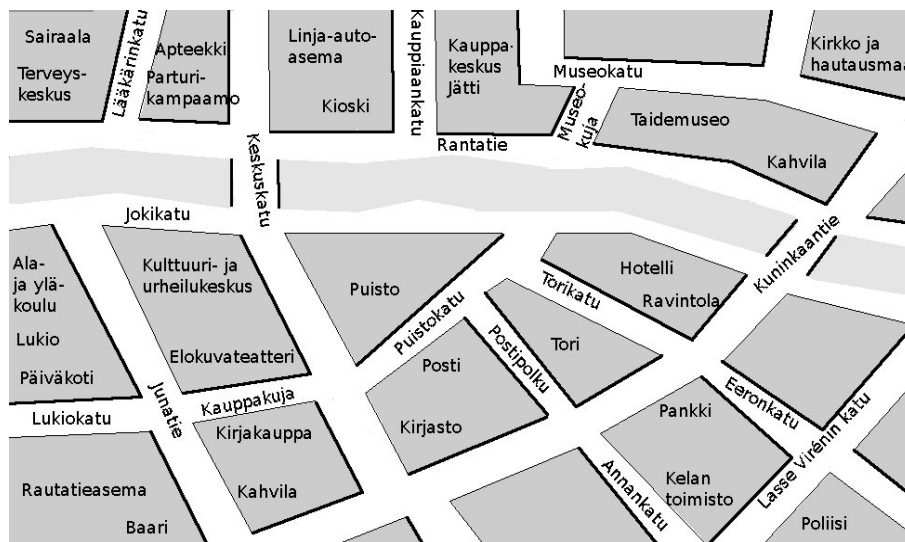 Sairaala
Terveys-
keskus
Lääkärinkatu
Apteekki
Parturi-
kampaamo
Linja-auto-
asema
Kioski
Kauppiaankatu
Kauppa-
keskus
Jätti
Museokatu
Museo-
kuja
Kirkko ja
hautausmaa
Rantatie
Taidemuseo
Kahvila
Keskuskatu
Jokikatu
Kuninkaantie
Ala-
ja ylä-
koulu
Lukio
Päiväkoti
Kulttuuri- ja
urheilukeskus
Elokuvateatteri
Puisto
Puistokatu
Torikatu
Hotelli
Ravintola
Postipolku
Tori
Posti
Kirjasto
Junatie
Kauppakuja
Lukiokatu
Kirjakauppa
Kahvila
Rautatieasema
Baari
Pankki
Kelan
toimisto
Annankatu
Eeronkatu
Lasse Virénin katu
Poliisi